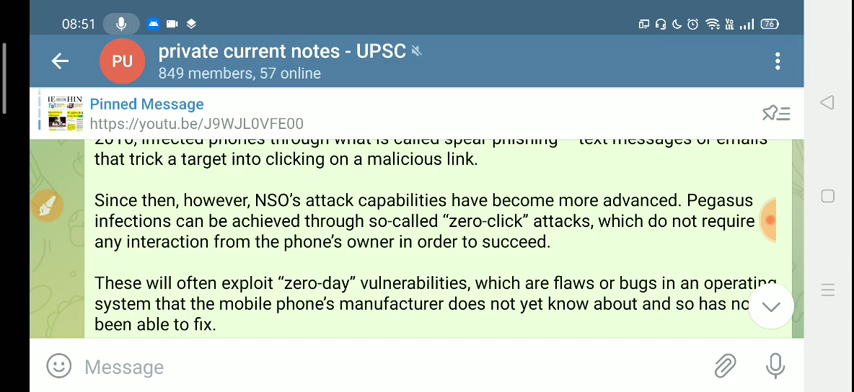 08:51
76
PU
private current notes - UPSC
849 members, 57 online
Pinned Message
https://youtu.be/J9WJL0VFE00
2016, infected phones through what is called spear phishing – text messages or emails
that trick a target into clicking on a malicious link.
Since then, however, NSO's attack capabilities have become more advanced. Pegasus
infections can be achieved through so-called “zero-click” attacks, which do not require
any interaction from the phone's owner in order to succeed.
These will often exploit “zero-day” vulnerabilities, which are flaws or bugs in an operating
system that the mobile phone's manufacturer does not yet know about and so has not
been able to fix.
Message